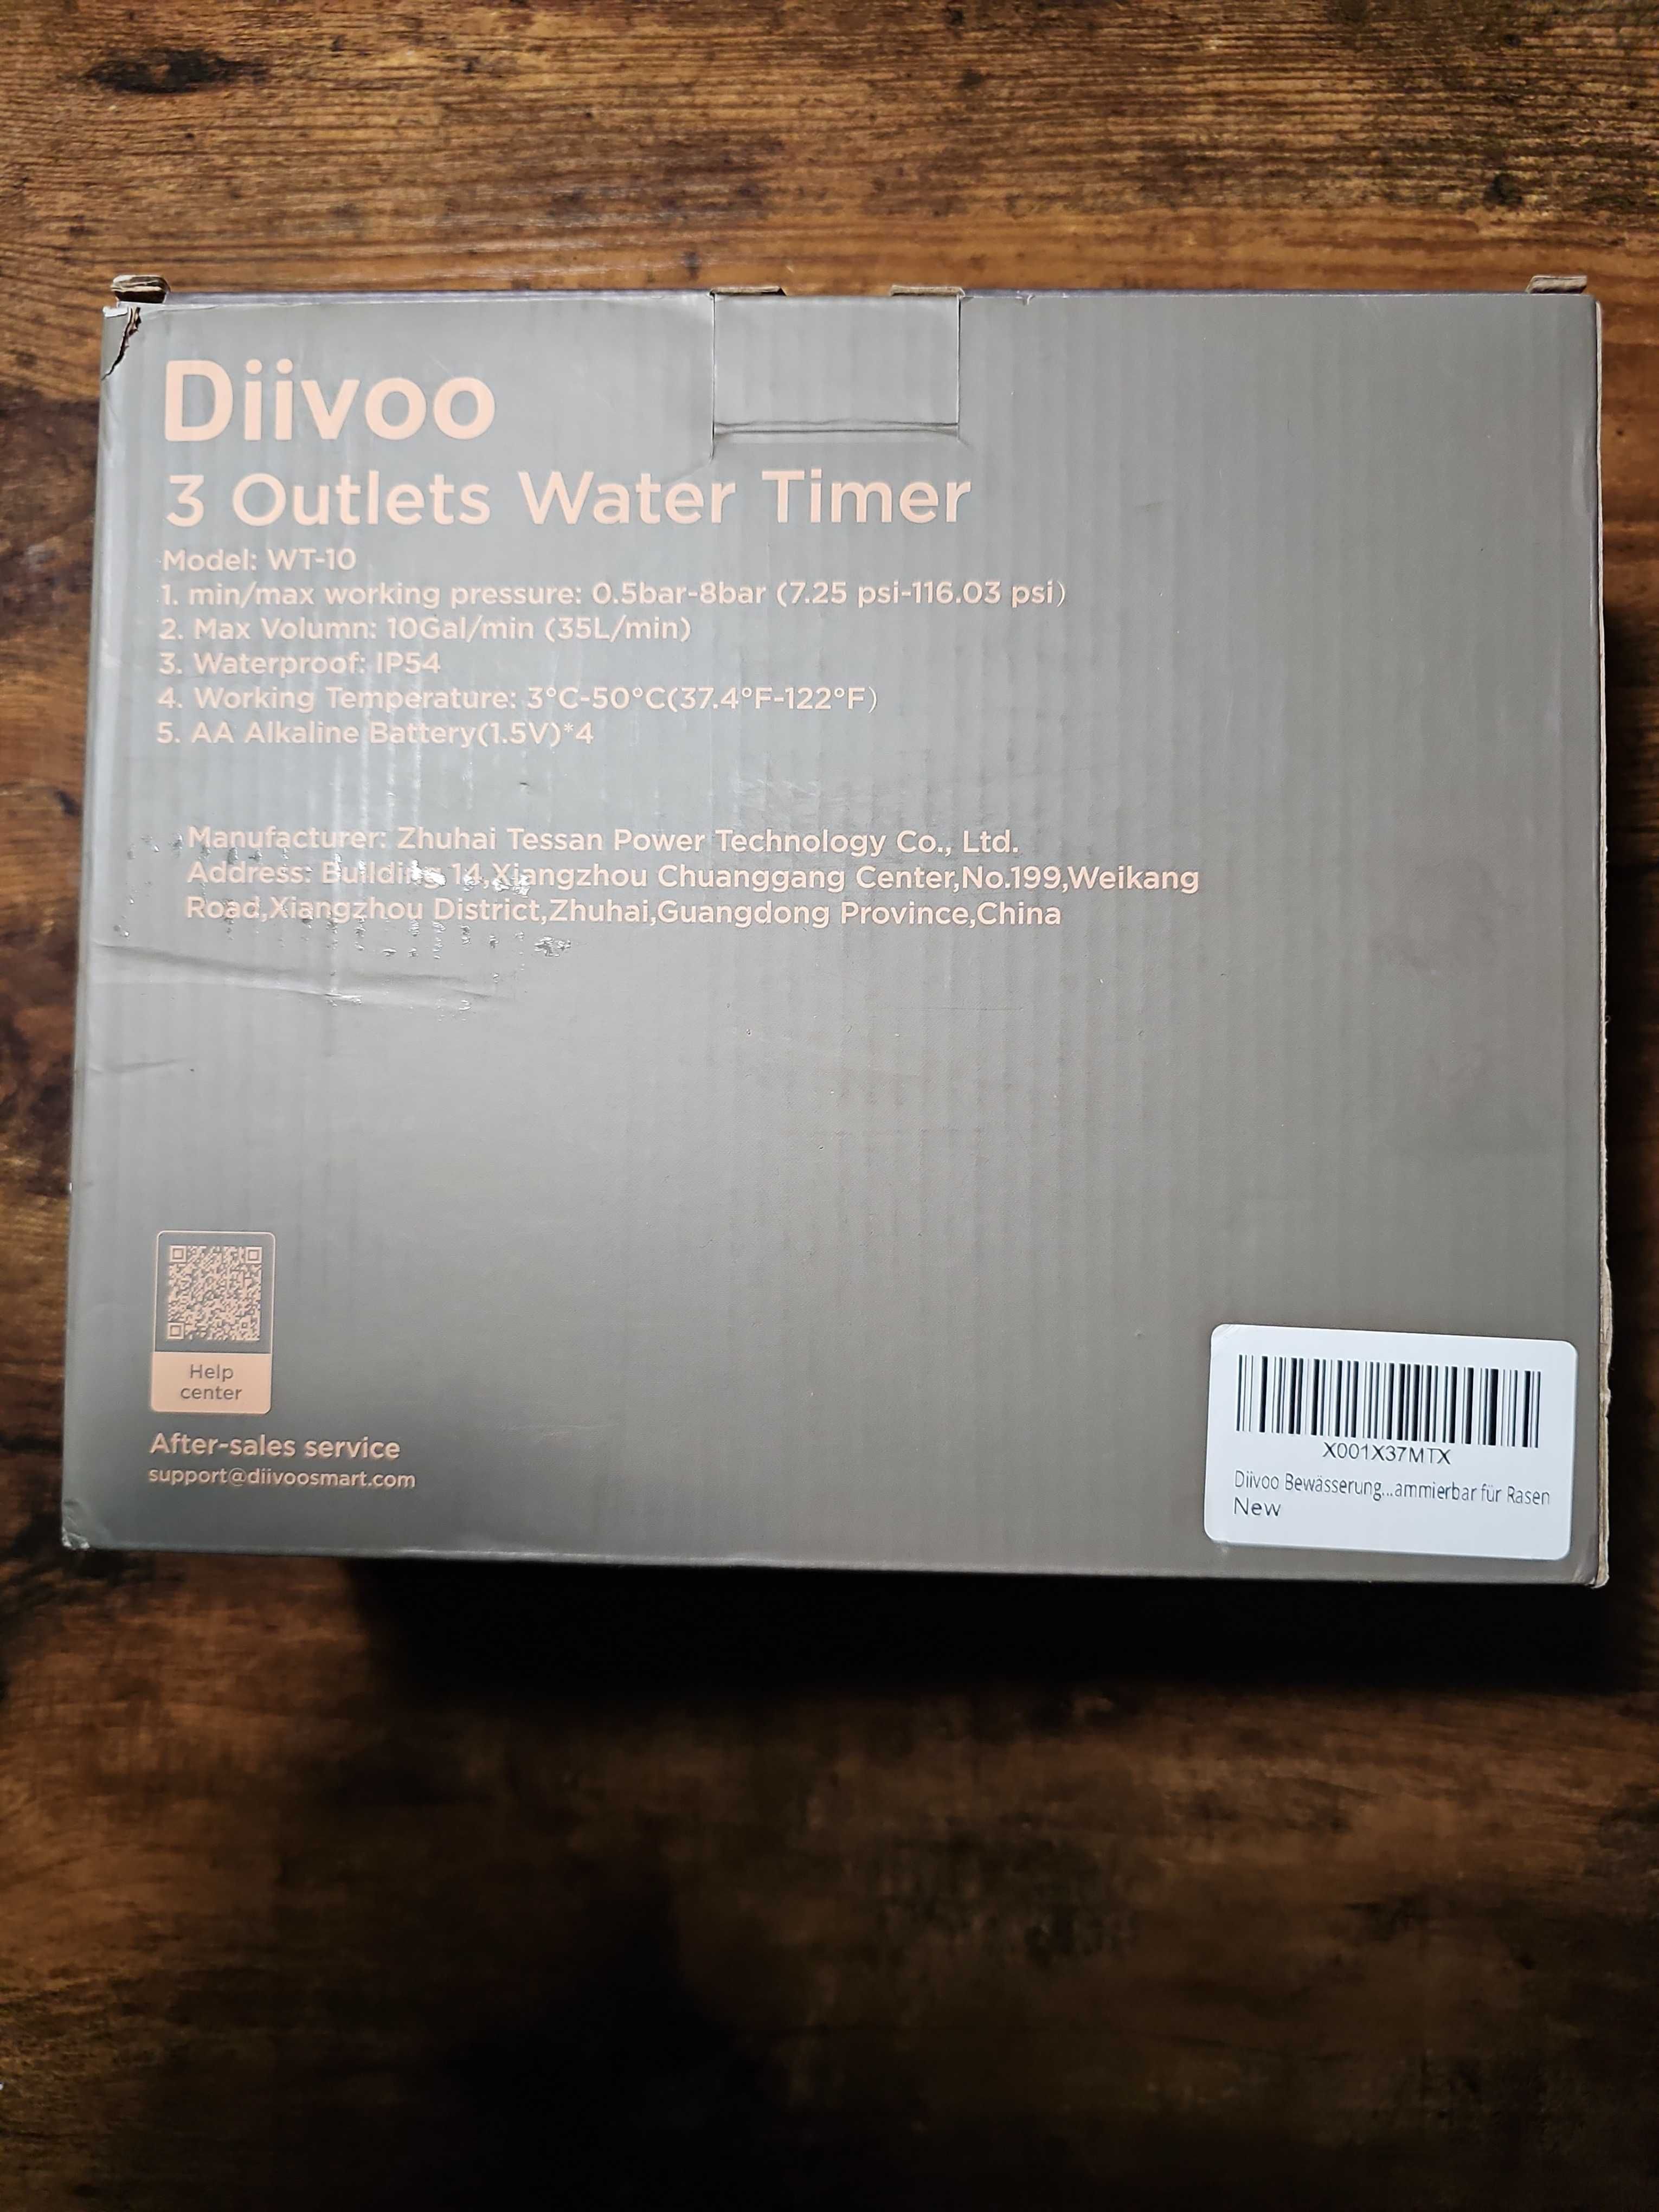 Diivoo
3 Outlets Water Timer
Model: WT-10
1. min/max working pressure: 0.5bar-8bar (7.25 psi-116.03 psi)
2. Max Volumn: 10Gal/min (35L/min)
3. Waterproof: IP54
4. Working Temperature: 3°C-50°C(37.4°F-122°F)
5. AA Alkaline Battery(1.5V)*4
Manufacturer: Zhuhai Tessan Power Technology Co., Ltd.
Address: Building 14,Xiangzhou Chuanggang Center,No.199,Weikang
Road,Xiangzhou District,Zhuhai,Guangdong Province,China
Help
center
After-sales service
support@diivoosmart.com
X001X37MTX
Diivoo Bewässerung...ammierbar für Rasen
New